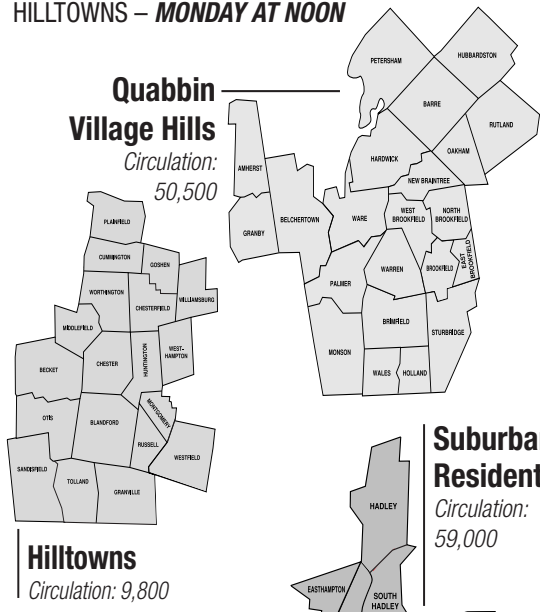 HILLTOWNS – MONDAY AT NOON
Quabbin
Village Hills
Circulation:
50,500
PETERSHAM
HUBBARDSTON
BARRE
RUTLAND
HARDWICK
OAKHAM
NEW BRAINTREE
AMHERST
GRANBY
BELCHERTOWN
WARE
WEST
BROOKFIELD
NORTH
BROOKFIELD
PALMER
WARREN
BROOKFIELD
EAST
BROOKFIELD
BRIMFIELD
STURBRIDGE
MONSON
WALES
HOLLAND
PLAINFIELD
CUMMINGTON
GOSHEN
WORTHINGTON
CHESTERFIELD
WILLIAMSBURG
MIDDLEFIELD
BECKET
CHESTER
HUNTINGTON
WEST-
HAMPTON
OTIS
BLANDFORD
MONTGOMERY
RUSSELL
WESTFIELD
SANDISFIELD
TOLLAND
GRANVILLE
Hilltowns
Circulation: 9,800
Suburba
Resident
Circulation:
59,000
HADLEY
EASTHAMPTON
SOUTH
HADLEY